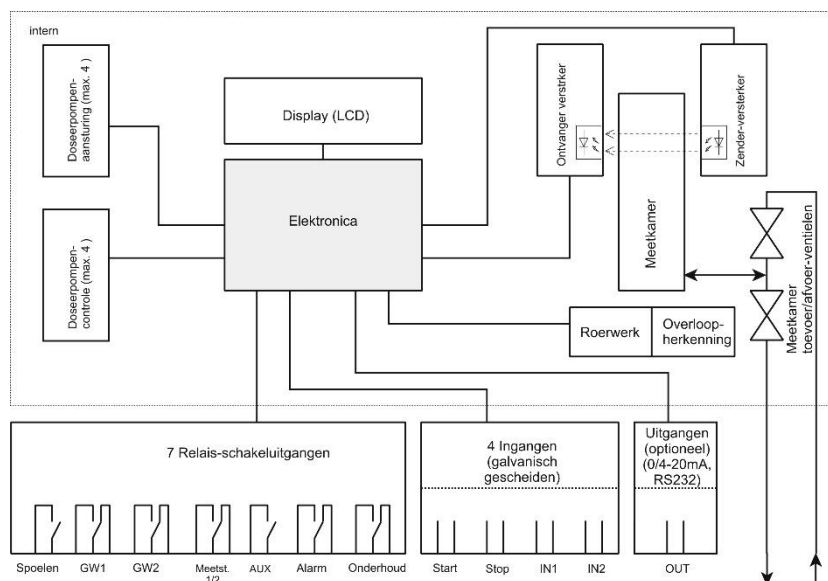 intern
Doseerpompen-
aansturing (max. 4 )
Display (LCD)
Ontvanger verstrker
Zender-versterker
Elektronica
Meetkamer
Doseerpompen-
controle (max. 4 )
Meetkamer
toevoer/afvoer-ventielen
Roerwerk
Overloop-
herkenning
7 Relais-schakeluitgangen
4 Ingangen
(galvanisch
gescheiden)
Uitgangen
(optioneel)
(0/4-20mA,
RS232)
Spoelen
GW1
GW2
Meetst.
1/2
AUX
Alarm
Onderhoud
Start
Stop
IN1
IN2
OUT